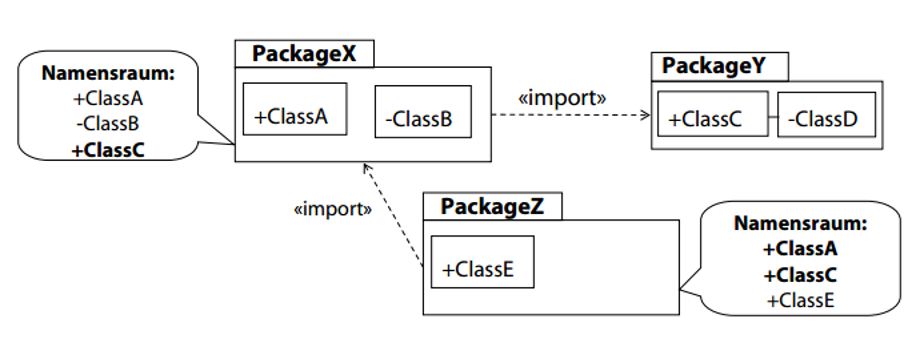 PackageX
Namensraum:
+ClassA
-ClassB
+ClassC
+ClassA
-ClassB
«import»
PackageY
+ClassC
-ClassD
«import»
PackageZ
+ClassE
Namensraum:
+ClassA
+ClassC
+ClassE